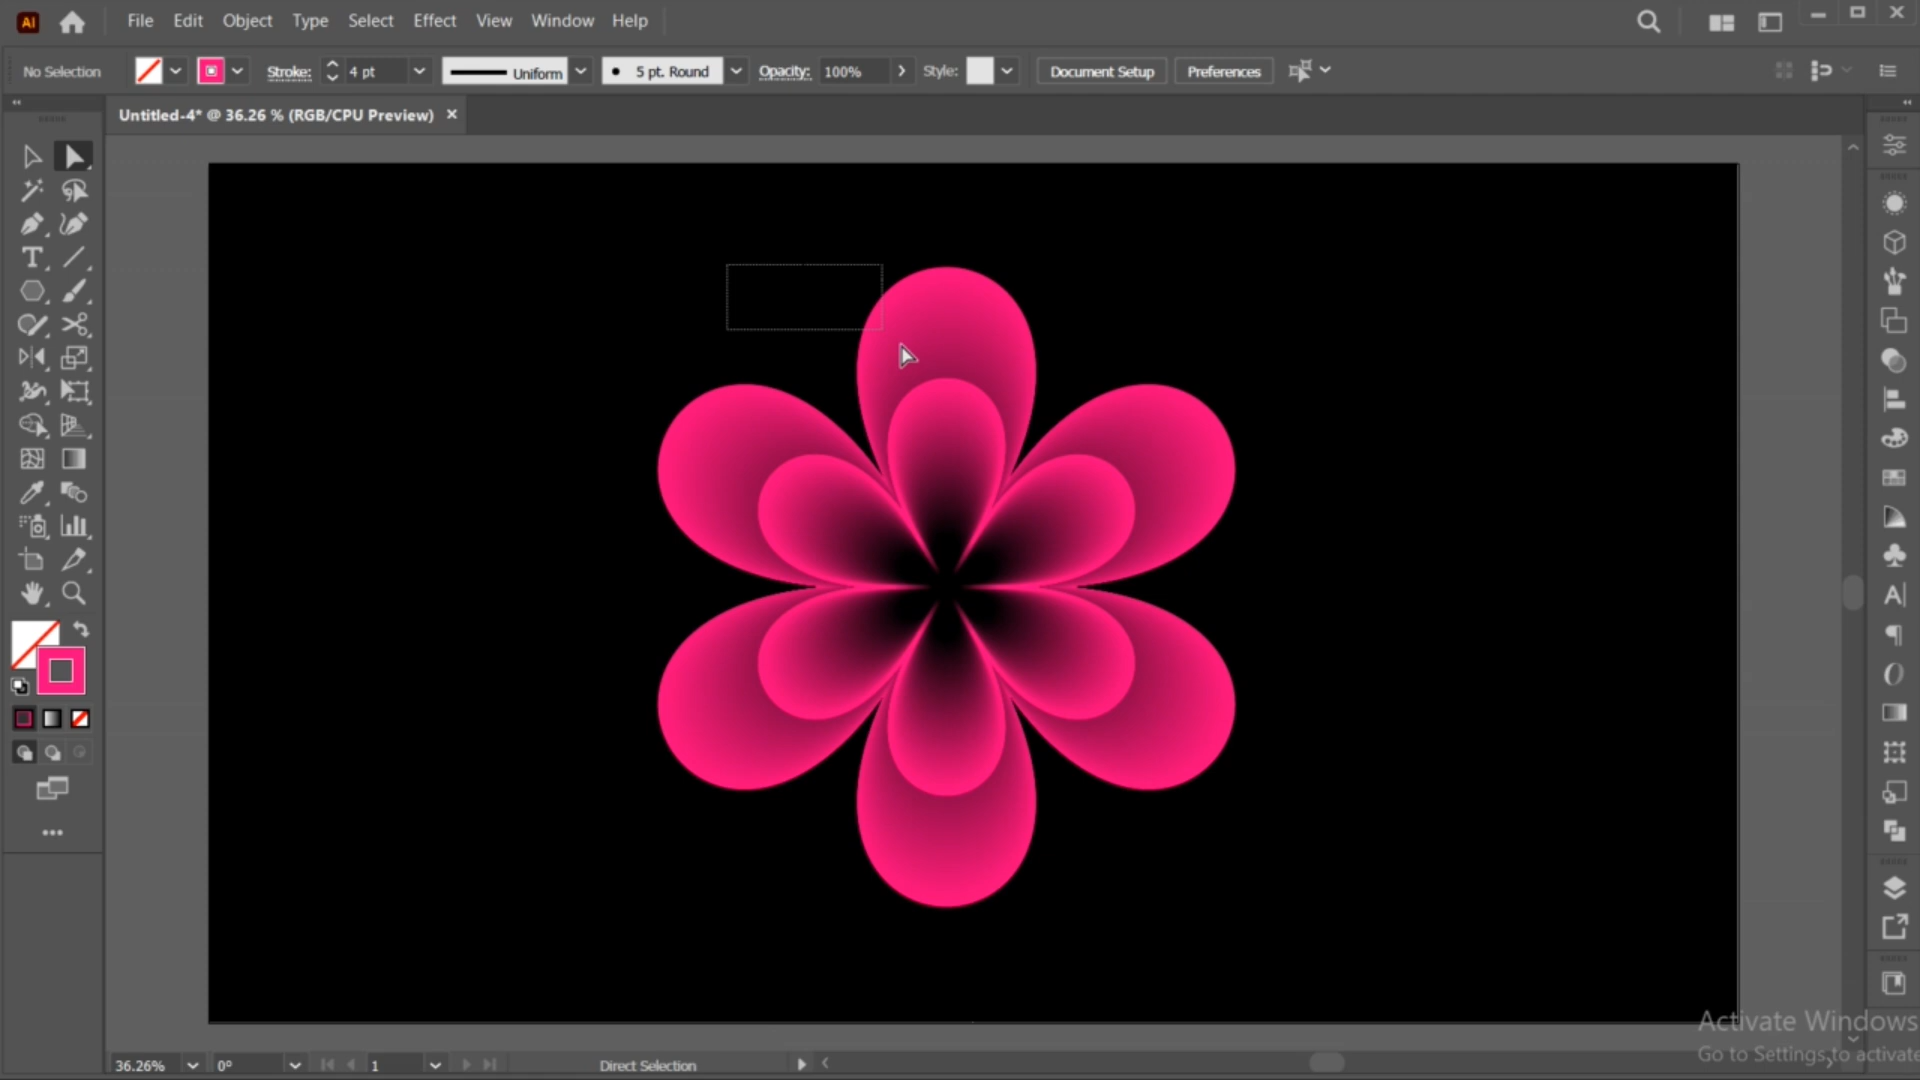 Ai File Edit Object Type Select Effect View Window Help
No Selection Stroke: 4 pt Uniform 5 pt. Round Opacity: 100% Style: Document Setup Preferences
Untitled-4* @ 36.26 % (RGB/CPU Preview)
36.26% 0° 1 Direct Selection
Activate Windows
Go to Settings to activate